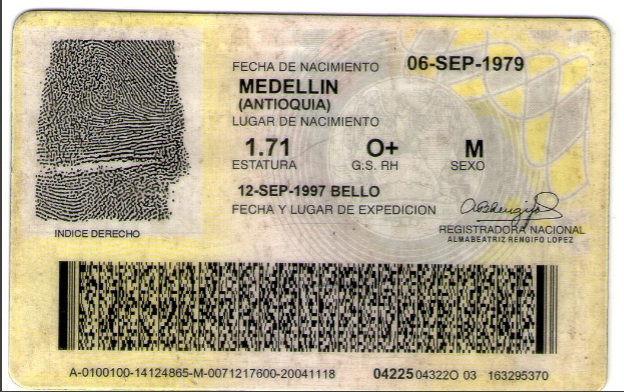 FECHA DE NACIMIENTO 06-SEP-1979
MEDELLIN
(ANTIOQUIA)
LUGAR DE NACIMIENTO
1.71 O+ M
ESTATURA G.S. RH SEXO
12-SEP-1997 BELLO
FECHA Y LUGAR DE EXPEDICION
REGISTRADORA NACIONAL
ALMABEATRIZ RENGIFO LOPEZ
INDICE DERECHO
A-0100100-14124865-M-0071217600-20041118 04225 04322O 03 163295370